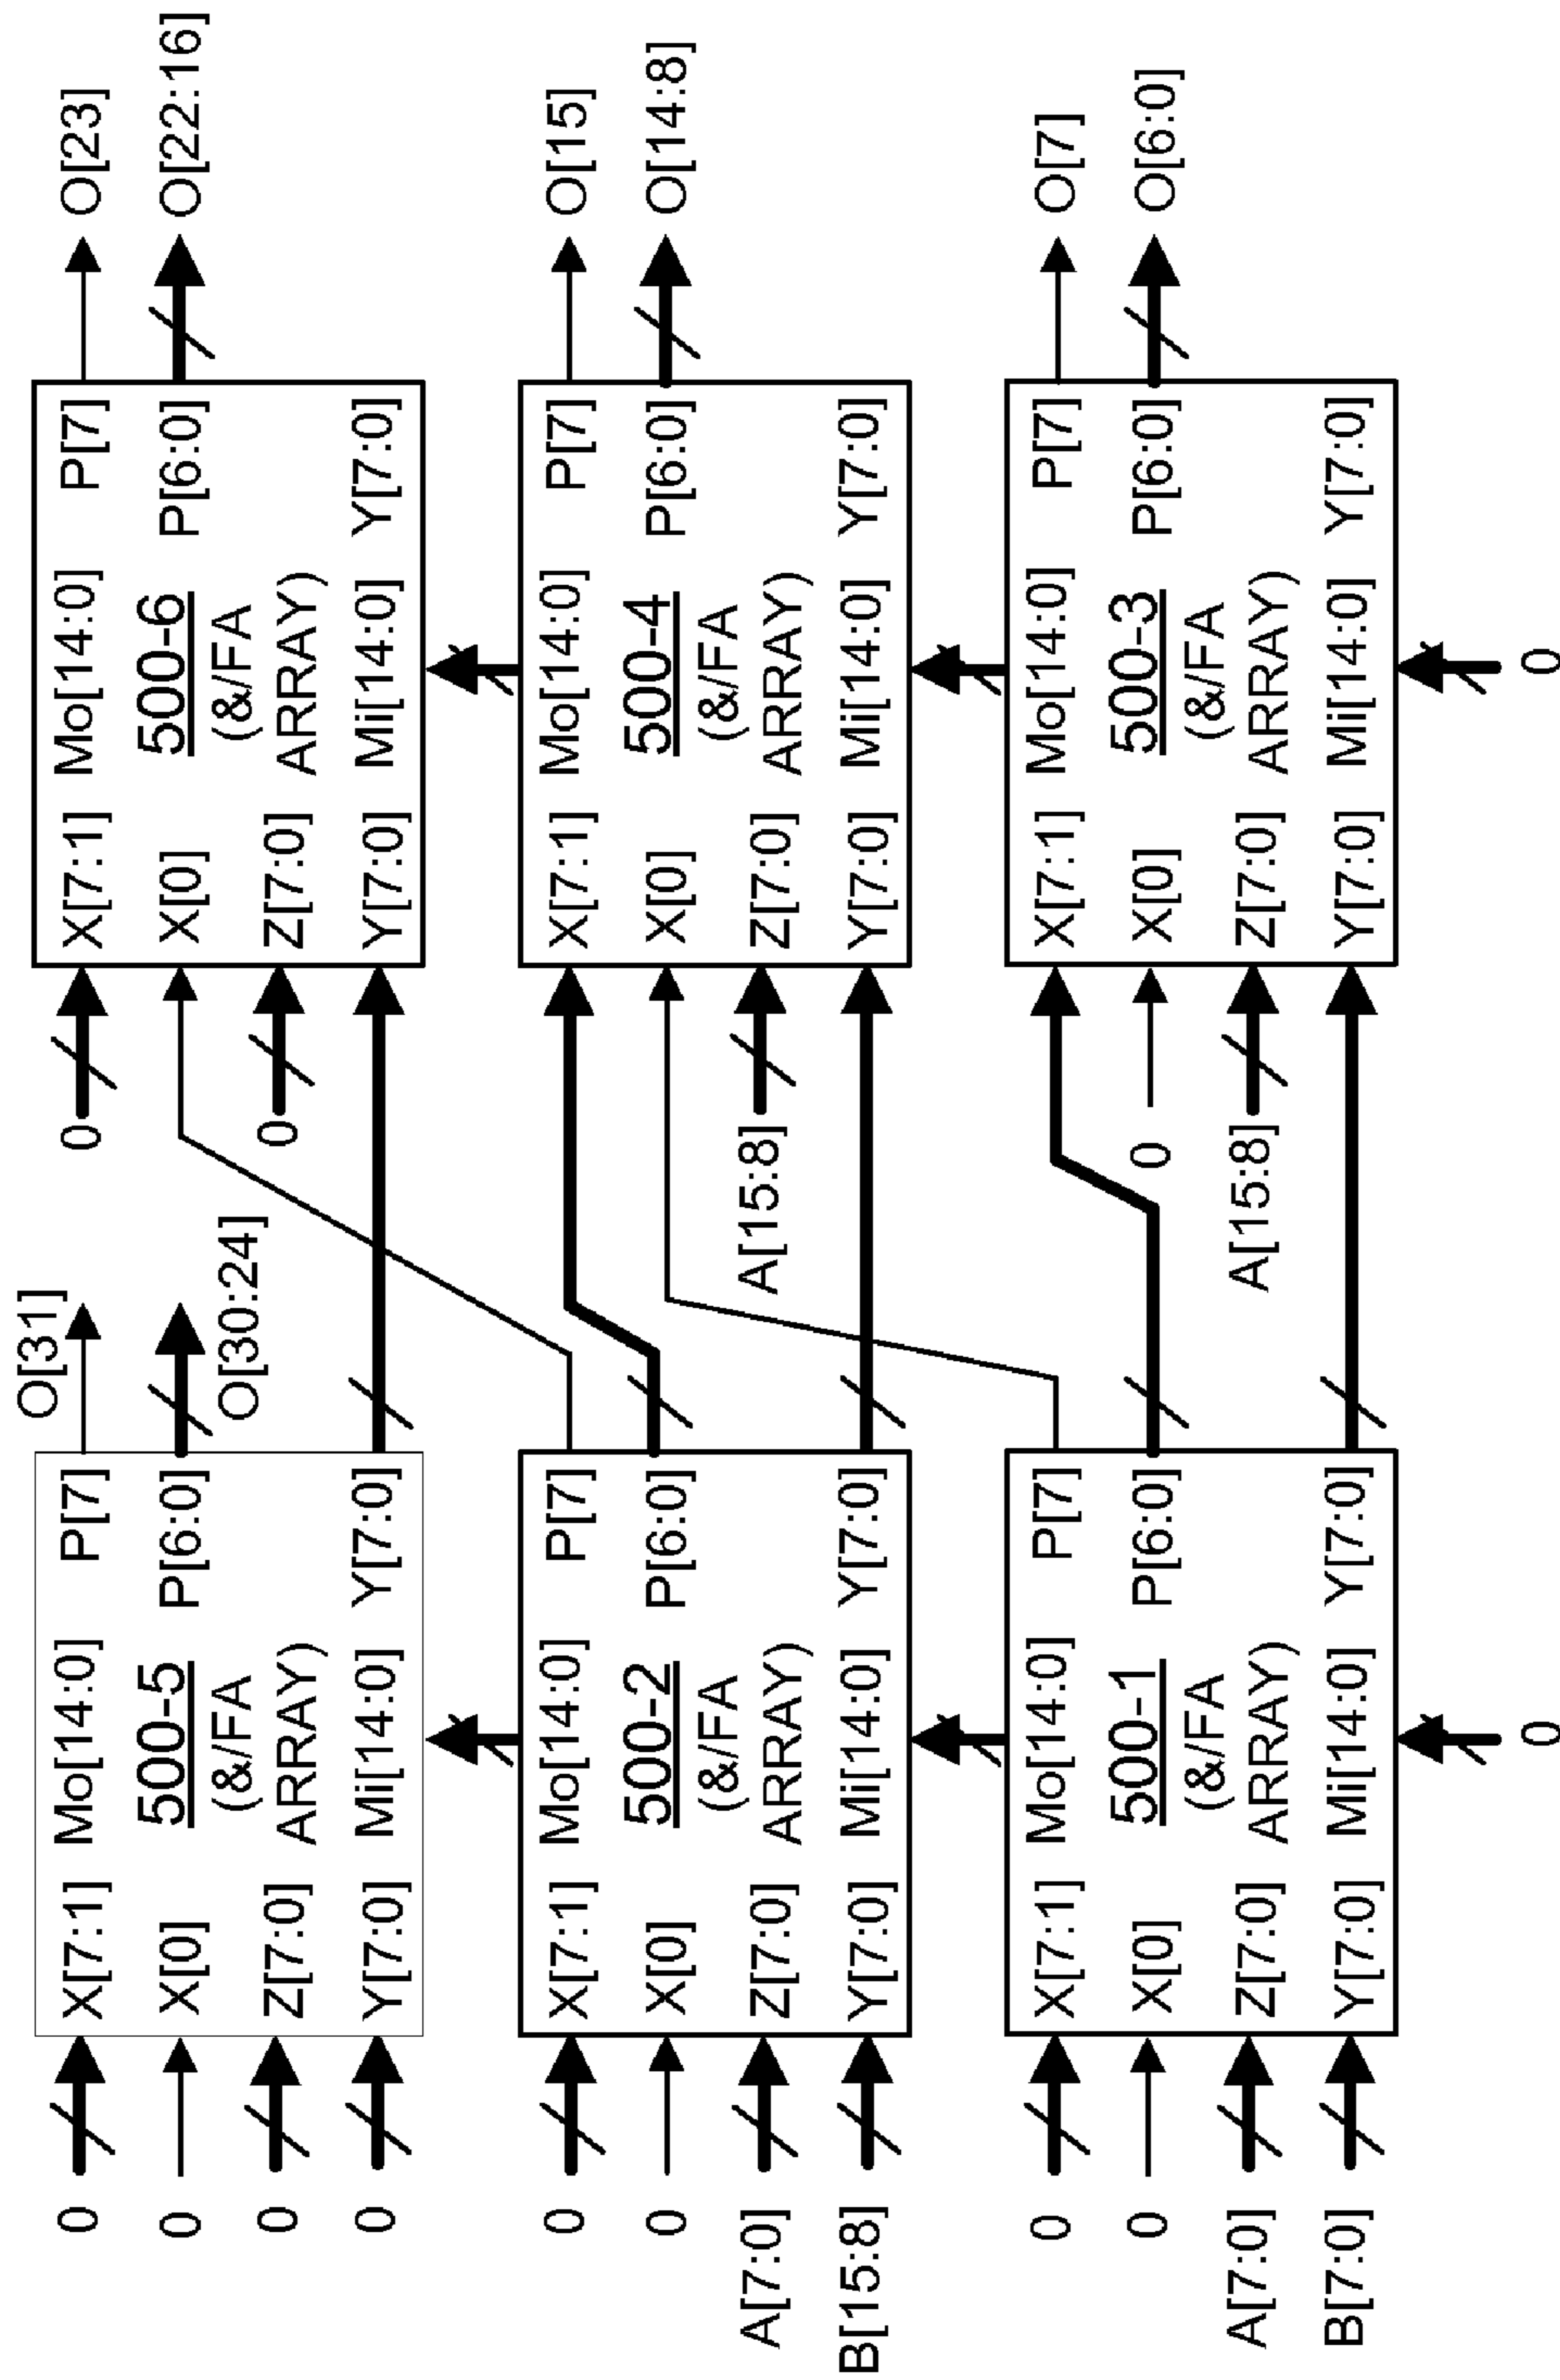 O[31]
0 X[7:1] Mo[14:0] P[7] 0 X[7:1] Mo[14:0] P[7] O[23]
0 X[0] 500-5 P[6:0] X[0] 500-6 P[6:0] O[22:16]
O[30:24]
(&/FA (&/FA
0 Z[7:0] ARRAY) 0 Z[7:0] ARRAY)
0 Y[7:0] Mi[14:0] Y[7:0] Y[7:0] Mi[14:0] Y[7:0]
0 X[7:1] Mo[14:0] P[7] X[7:1] Mo[14:0] P[7] O[15]
0 X[0] 500-2 P[6:0] X[0] 500-4 P[6:0] O[14:8]
(&/FA (&/FA
A[7:0] Z[7:0] ARRAY) A[15:8] Z[7:0] ARRAY)
B[15:8] Y[7:0] Mi[14:0] Y[7:0] Y[7:0] Mi[14:0] Y[7:0]
0 X[7:1] Mo[14:0] P[7] X[7:1] Mo[14:0] P[7] O[7]
0 X[0] 500-1 P[6:0] 0 X[0] 500-3 P[6:0] O[6:0]
(&/FA (&/FA
A[7:0] Z[7:0] ARRAY) A[15:8] Z[7:0] ARRAY)
B[7:0] Y[7:0] Mi[14:0] Y[7:0] Y[7:0] Mi[14:0] Y[7:0]
0 0